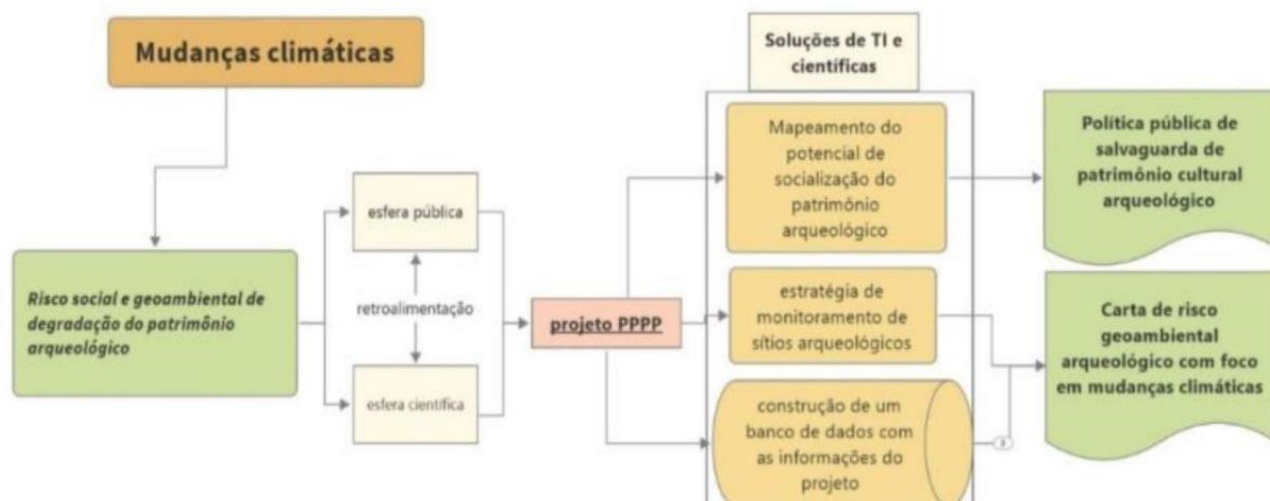 Mudanças climáticas
Risco social e geoambiental de
degradação do patrimônio
arqueológico
esfera pública
retroalimentação
esfera científica
projeto PPPP
Soluções de TI e
científicas
Mapeamento do
potencial de
socialização do
patrimônio
arqueológico
estratégia de
monitoramento de
sítios arqueológicos
construção de um
banco de dados com
as informações do
projeto
Política pública de
salvaguarda de
patrimônio cultural
arqueológico
Carta de risco
geoambiental
arqueológico com foco
em mudanças climáticas